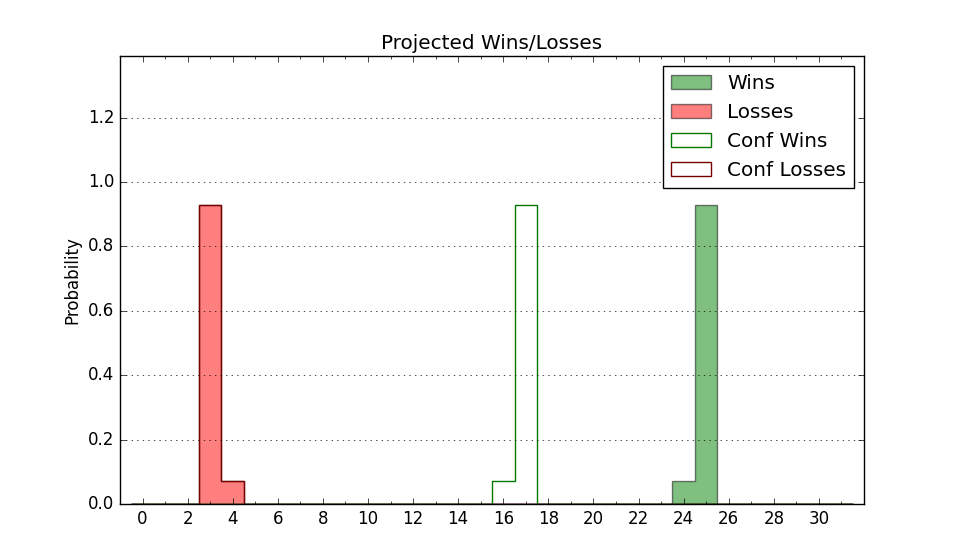 Projected Wins/Losses
Wins
Losses
Conf Wins
Conf Losses
Probability
1.2
1.0
0.8
0.6
0.4
0.2
0.0
0 2 4 6 8 10 12 14 16 18 20 22 24 26 28 30